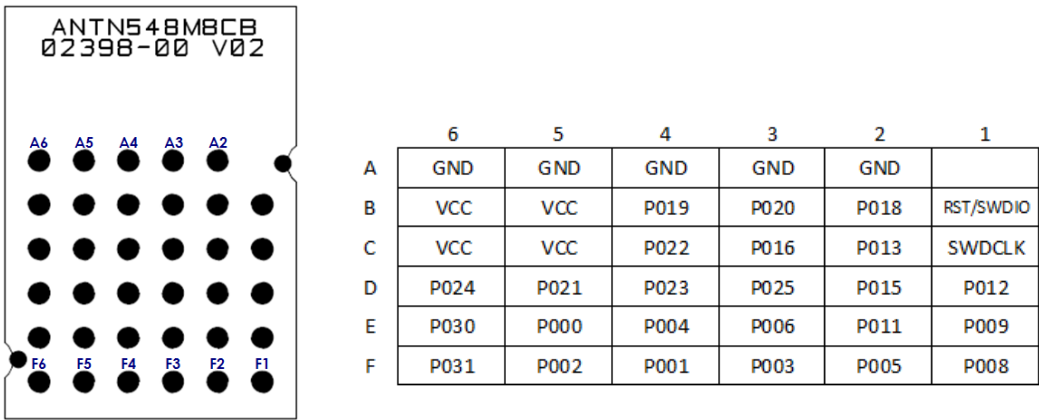 ANTN548M8CB
02398-00 V02
A6 A5 A4 A3 A2
F6 F5 F4 F3 F2 F1
6 5 4 3 2 1
A GND GND GND GND GND
B VCC VCC P019 P020 P018 RST/SWDIO
C VCC VCC P022 P016 P013 SWDCLK
D P024 P021 P023 P025 P015 P012
E P030 P000 P004 P006 P011 P009
F P031 P002 P001 P003 P005 P008